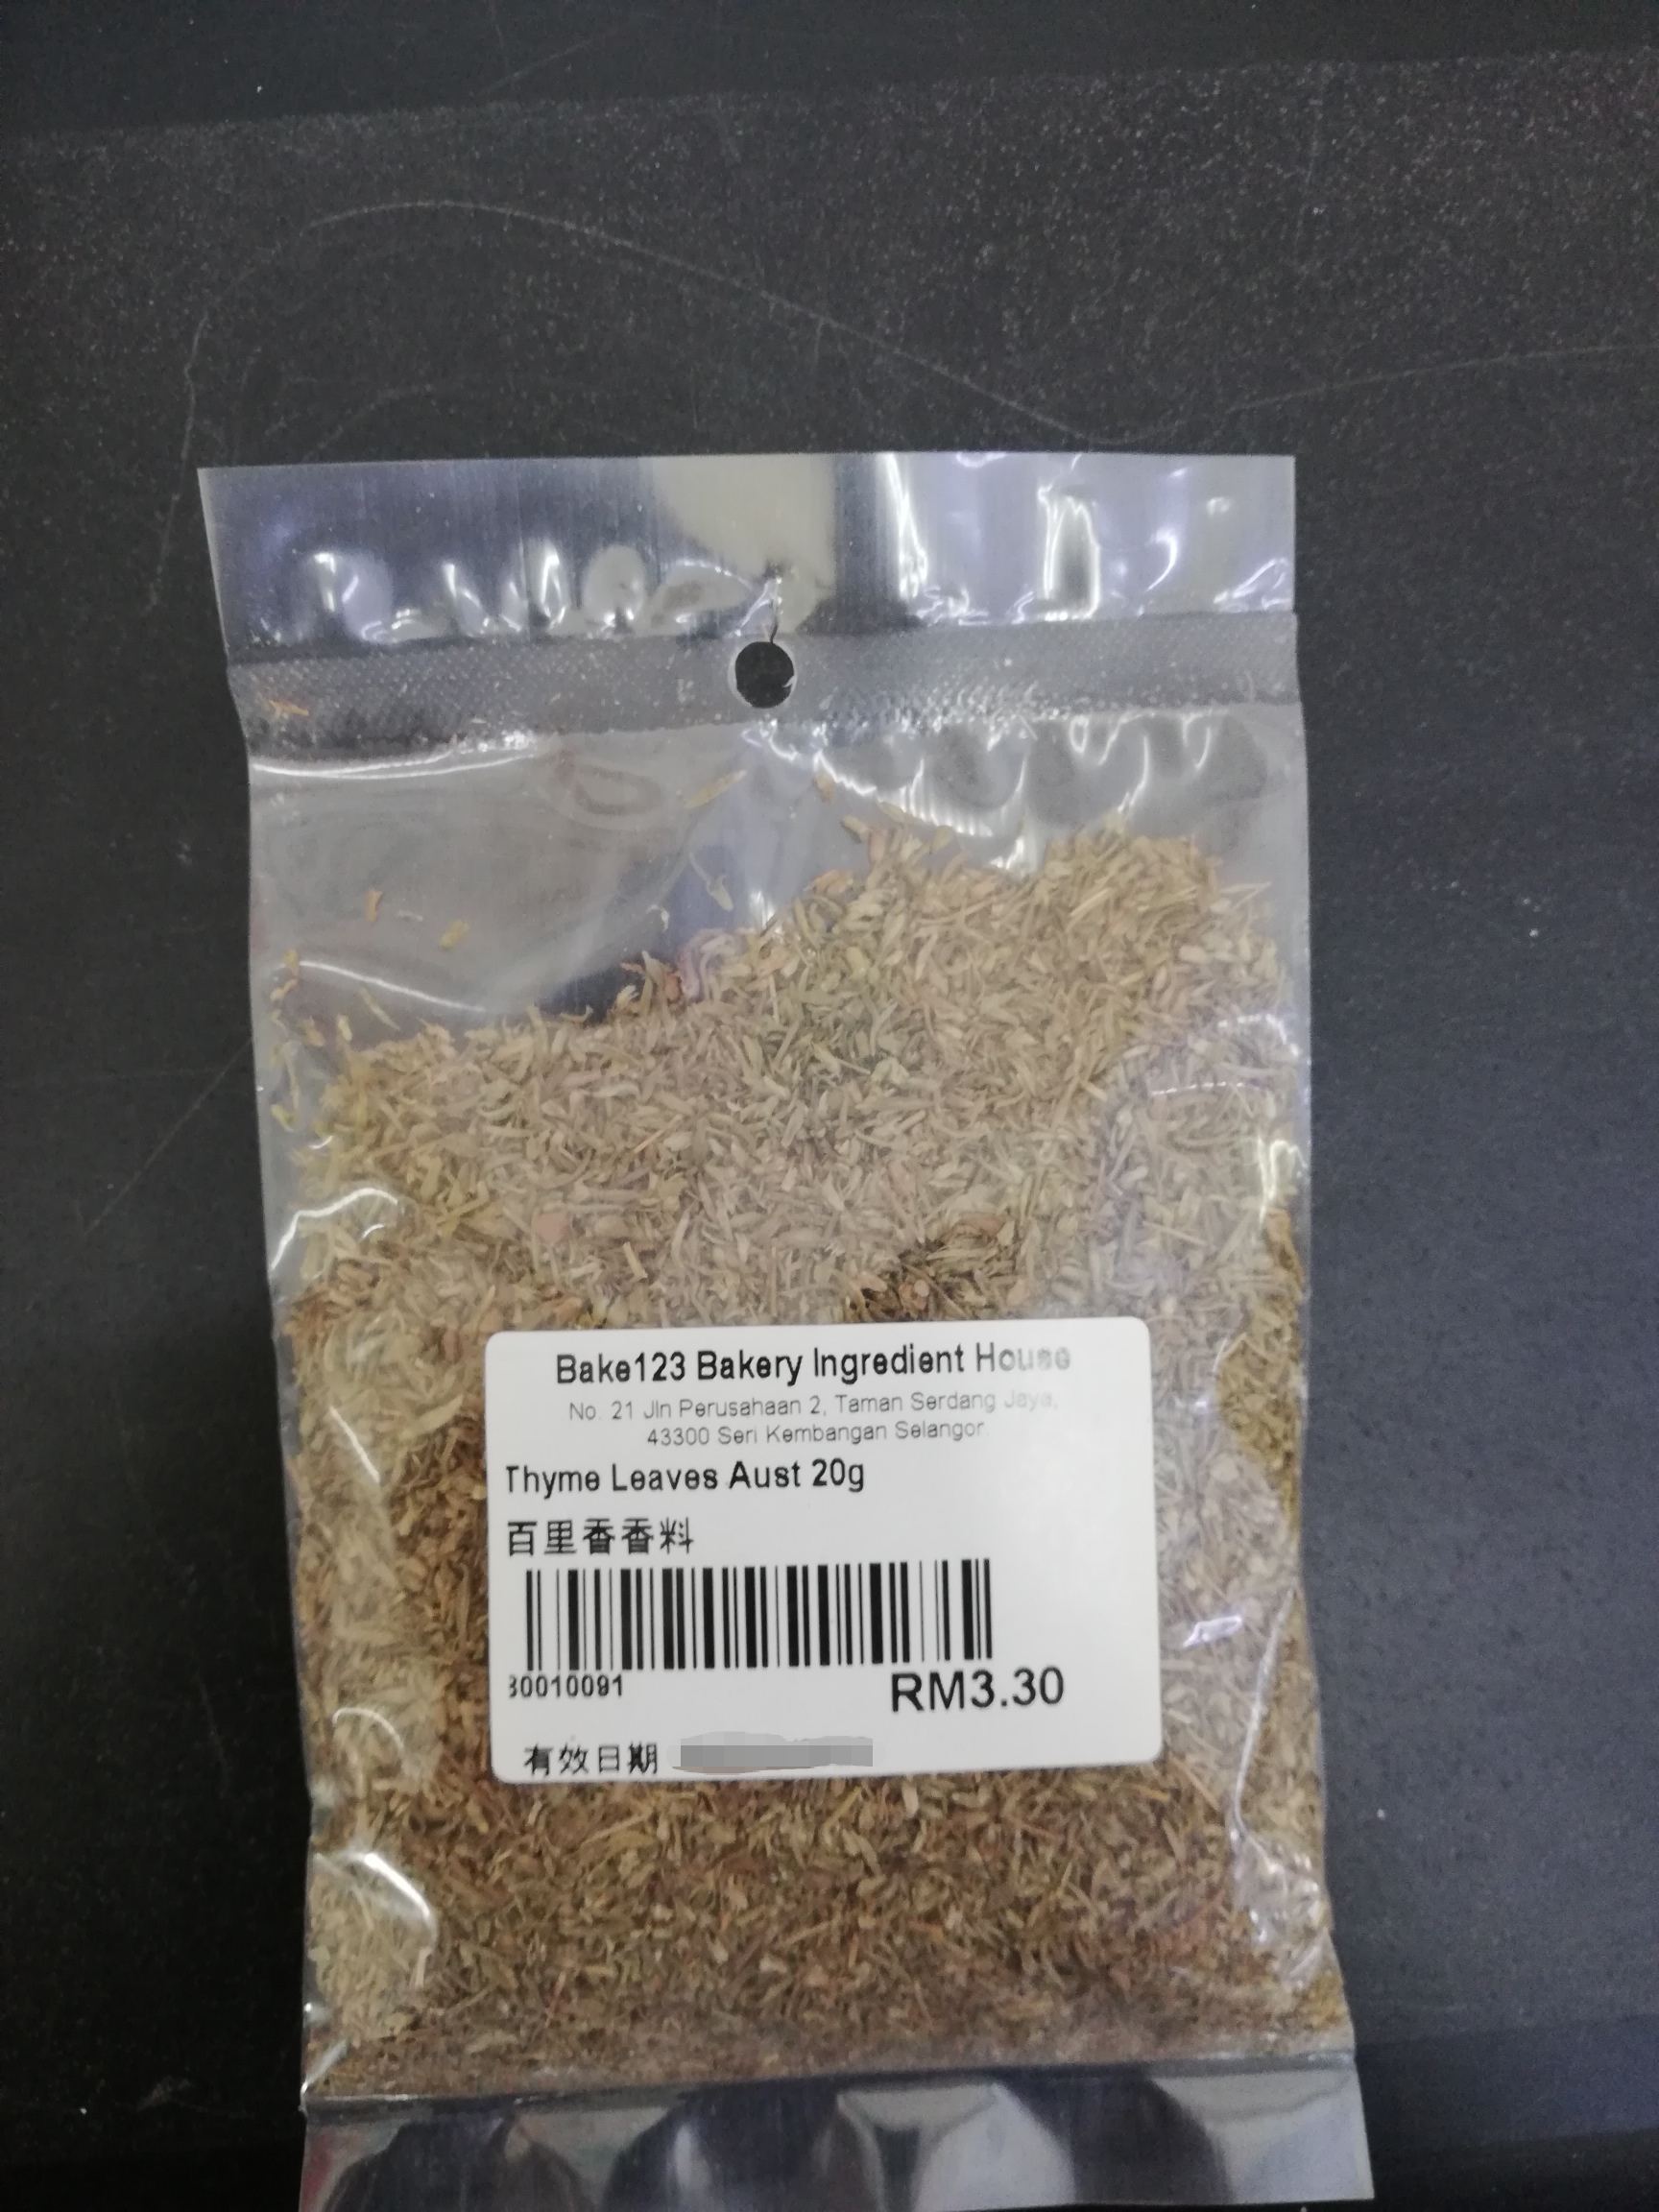 Bake123 Bakery Ingredient House
No. 21 Jln Perusahaan 2, Taman Serdang Jaya,
43300 Seri Kembangan Selangor.
Thyme Leaves Aust 20g
百里香香料
30010091
RM3.30
有效日期